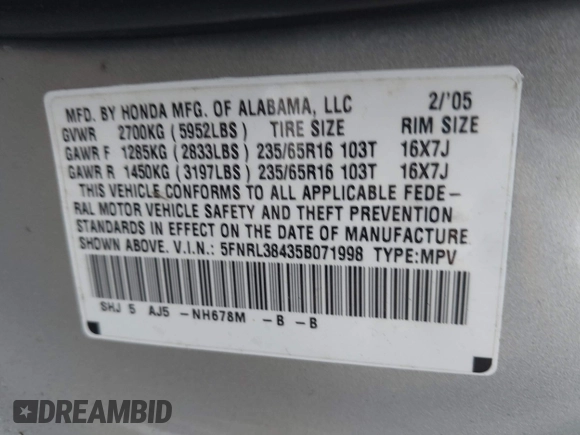 MFD. BY HONDA MFG. OF ALABAMA, LLC 2/'05
GVWR 2700KG (5952LBS) TIRE SIZE RIM SIZE
GAWR F 1285KG (2833LBS) 235/65R16 103T 16X7J
GAWR R 1450KG (3197LBS) 235/65R16 103T 16X7J
THIS VEHICLE CONFORMS TO ALL APPLICABLE FEDE-
RAL MOTOR VEHICLE SAFETY AND THEFT PREVENTION
STANDARDS IN EFFECT ON THE DATE OF MANUFACTURE
SHOWN ABOVE. V.I.N.: 5FNRL38435B071998 TYPE:MPV
SHJ 5 AJ5 -NH678M -B -B
DREAMBID